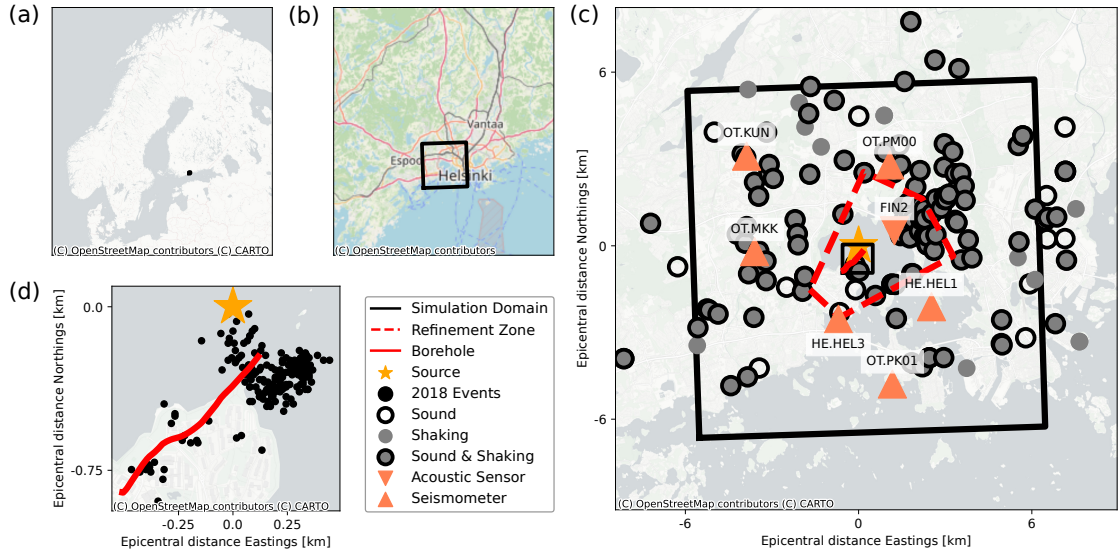 (a)
(C) OpenStreetMap contributors (C) CARTO
(b)
Vantaa
Espoo
Helsinki
(C) OpenStreetMap contributors
(c)
Epicentral distance Northings [km]
6
0
-6
OT.KUN
OT.PM00
FIN2
OT.MKK
HE.HEL1
HE.HEL3
OT.PK01
(C) OpenStreetMap contributors (C) CARTO
-6
0
6
Epicentral distance Eastings [km]
(d)
Epicentral distance Northings [km]
0.0
-0.75
(C) OpenStreetMap contributors (C) CARTO
-0.25
0.0
0.25
Epicentral distance Eastings [km]
Simulation Domain
Refinement Zone
Borehole
Source
2018 Events
Sound
Shaking
Sound & Shaking
Acoustic Sensor
Seismometer